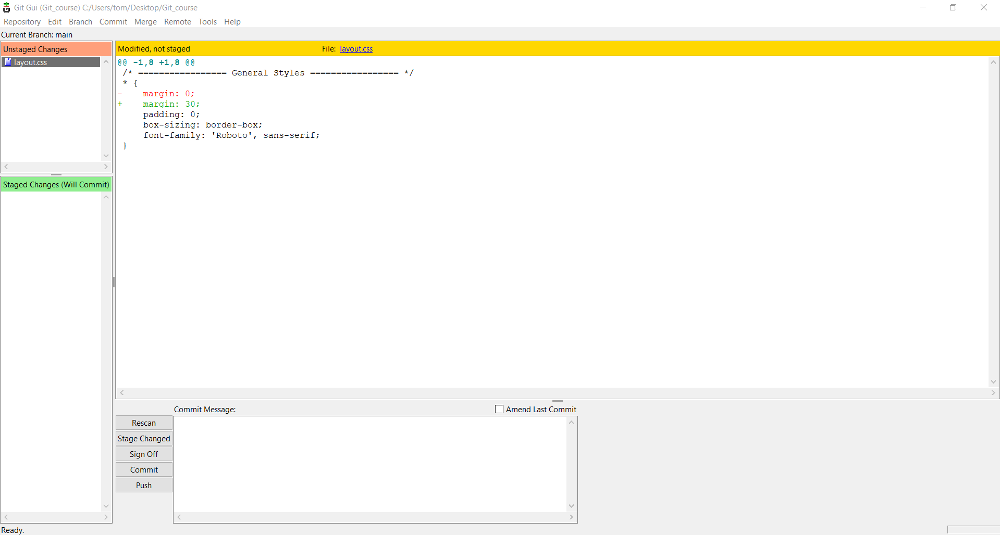 Git Gui (Git_course) C:/Users/tom/Desktop/Git_course
Repository Edit Branch Commit Merge Remote Tools Help
Current Branch: main
Unstaged Changes
layout.css
Staged Changes (Will Commit)
Modified, not staged File: layout.css
@@ -1,8 +1,8 @@
/* ================= General Styles ================= */
* {
- margin: 0;
+ margin: 30;
padding: 0;
box-sizing: border-box;
font-family: 'Roboto', sans-serif;
}
Commit Message: Amend Last Commit
Rescan
Stage Changed
Sign Off
Commit
Push
Ready.